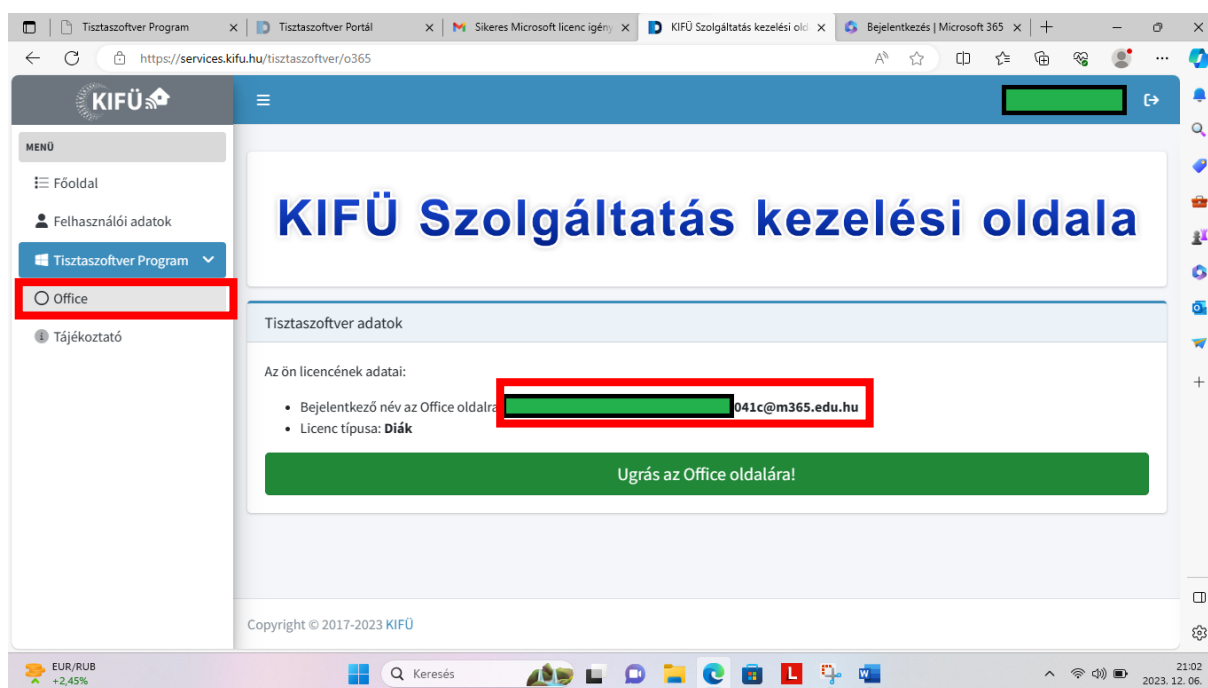 Tisztaszoftver Program
Tisztaszoftver Portál
Sikeres Microsoft licenc igény
KIFÜ Szolgáltatás kezelési old
Bejelentkezés | Microsoft 365
https://services.kifu.hu/tisztaszoftver/o365
KIFÜ
MENÜ
Főoldal
Felhasználói adatok
Tisztaszoftver Program
Office
Tájékoztató
KIFÜ Szolgáltatás kezelési oldala
Tisztaszoftver adatok
Az ön licencének adatai:
• Bejelentkező név az Office oldalra 041c@m365.edu.hu
• Licenc típusa: Diák
Ugrás az Office oldalára!
Copyright © 2017-2023 KIFÜ
EUR/RUB
+2,45%
Keresés
21:02
2023. 12. 06.